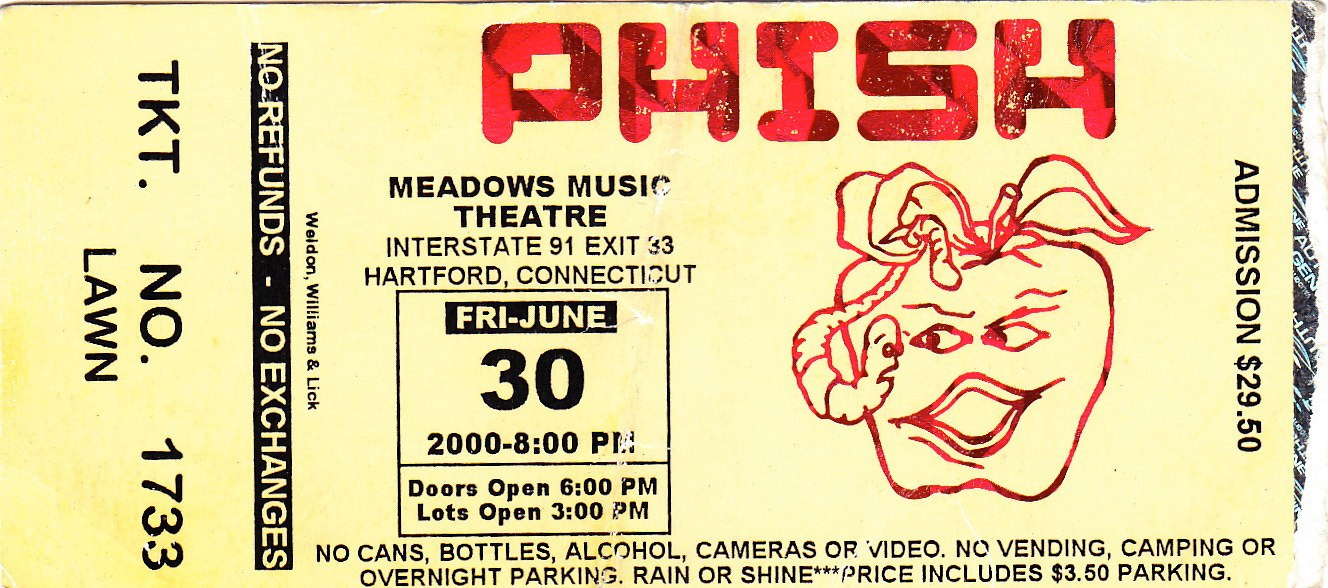 TKT. NO. 1733
LAWN
NO REFUNDS - NO EXCHANGES
Weldon, Williams & Lick
PHISH
MEADOWS MUSIC
THEATRE
INTERSTATE 91 EXIT 33
HARTFORD, CONNECTICUT
FRI-JUNE
30
2000-8:00 PM
Doors Open 6:00 PM
Lots Open 3:00 PM
ADMISSION $29.50
NO CANS, BOTTLES, ALCOHOL, CAMERAS OR VIDEO. NO VENDING, CAMPING OR
OVERNIGHT PARKING. RAIN OR SHINE***PRICE INCLUDES $3.50 PARKING.